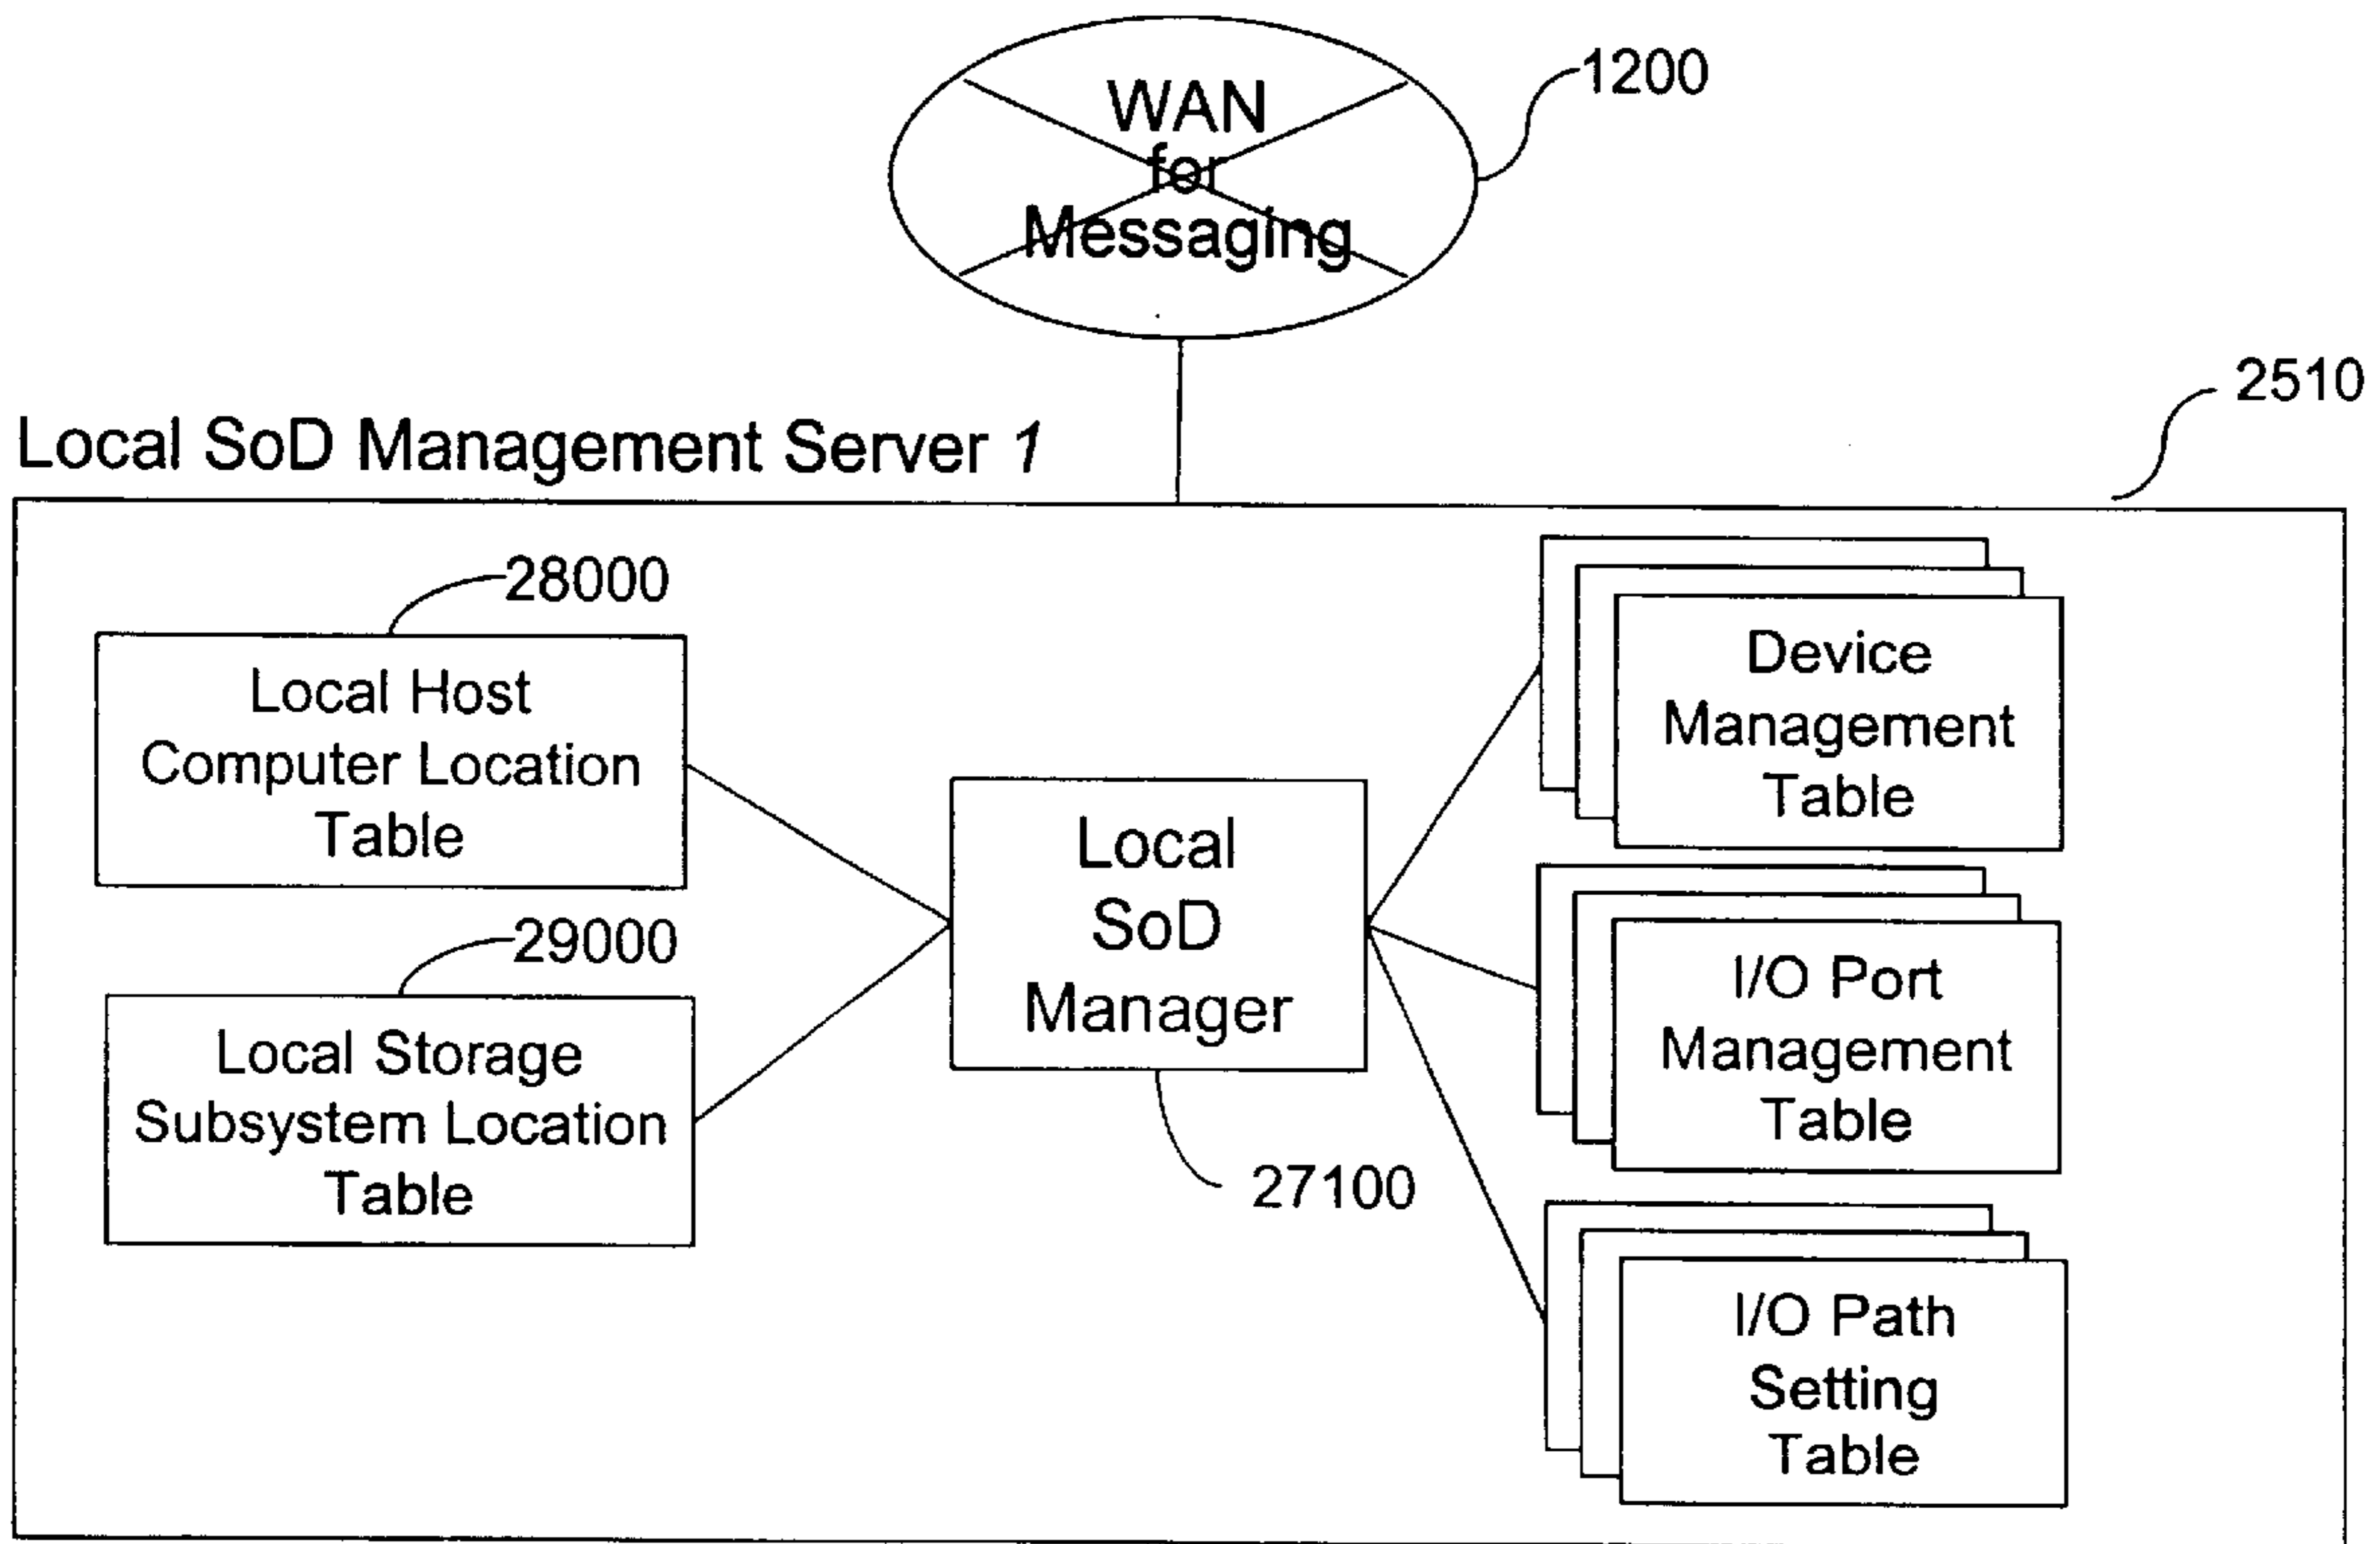 WAN
for
Messaging
1200
2510
Local SoD Management Server 1
28000
Local Host
Computer Location
Table
29000
Local Storage
Subsystem Location
Table
Local
SoD
Manager
27100
Device
Management
Table
I/O Port
Management
Table
I/O Path
Setting
Table